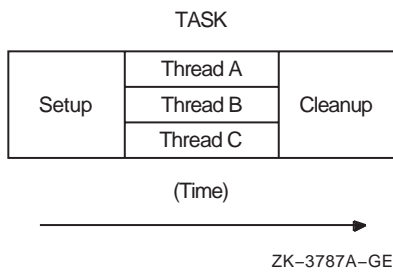 TASK
Thread A
Setup Thread B Cleanup
Thread C
(Time)
ZK−3787A−GE